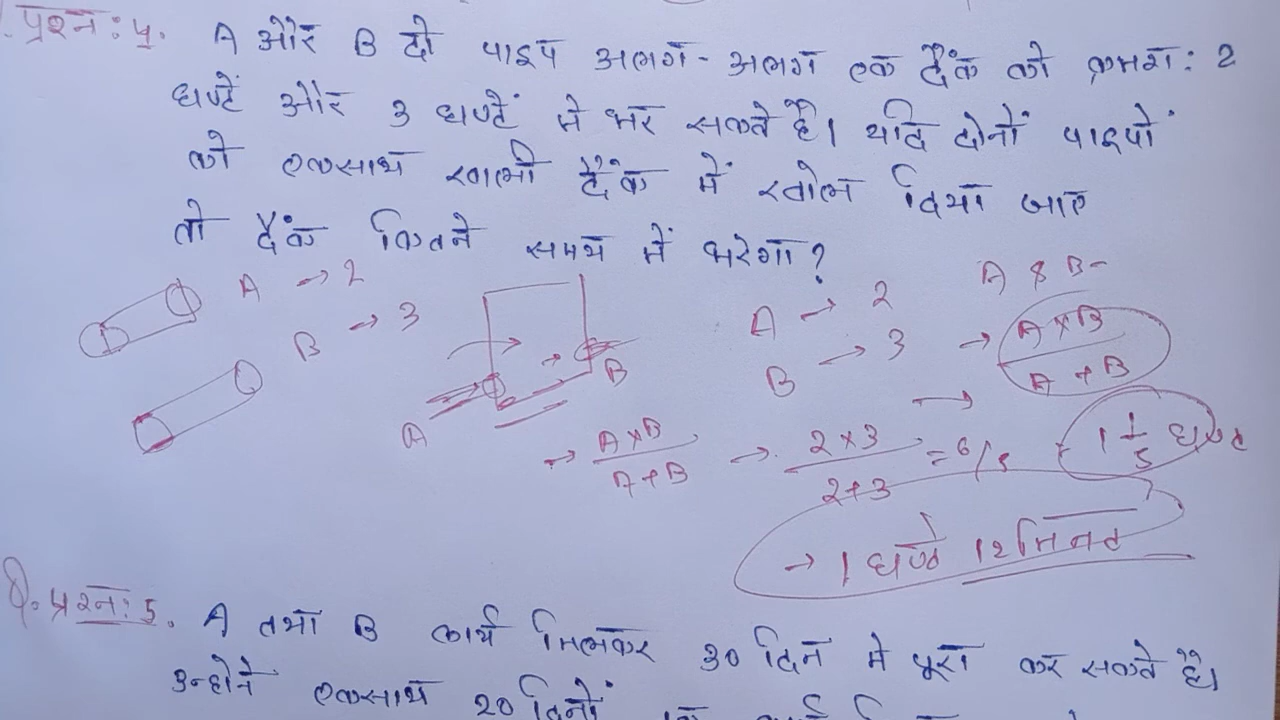 प्रश्न: 4. A और B दो पाइप अलग-अलग एक टैंक को क्रमश: 2
घण्टें और 3 घण्टें में भर सकते हैं। यदि दोनों पाइपों
को एकसाथ खाली टैंक में खोल दिया जाए
तो टैंक कितने समय में भरेगा?
A → 2
B → 3
A
B
A → 2
B → 3
A & B-
→ A×B / A+B
→ A×B / A+B → 2×3 / 2+3 = 6/5 = 1 1/5 घण्टे
→ 1 घण्टे 12 मिनट
Q. प्रश्न: 5. A तथा B कार्य मिलकर 30 दिन में पूरा कर सकते हैं।
उन्होने एकसाथ 20 दिनों